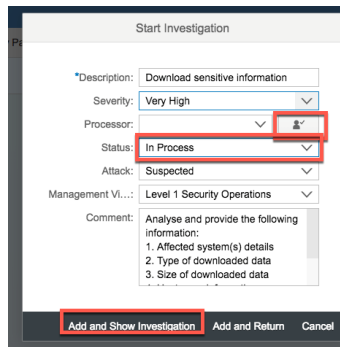 Start Investigation
Pa
*Description: Download sensitive information
Severity: Very High
Processor:
Status: In Process
Attack: Suspected
Management Vi...: Level 1 Security Operations
Comment: Analyse and provide the following
information:
1. Affected system(s) details
2. Type of downloaded data
3. Size of downloaded data
Add and Show Investigation Add and Return Cancel